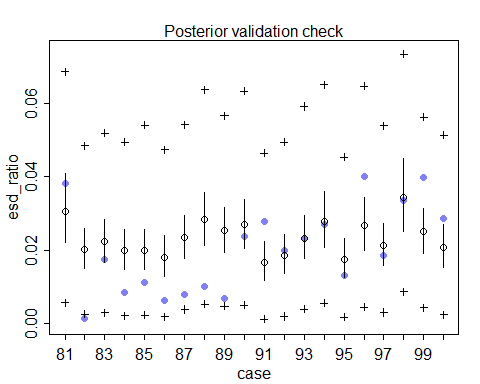 Posterior validation check
esd_ratio
0.06
0.04
0.02
0.00
81 83 85 87 89 91 93 95 97 99
case